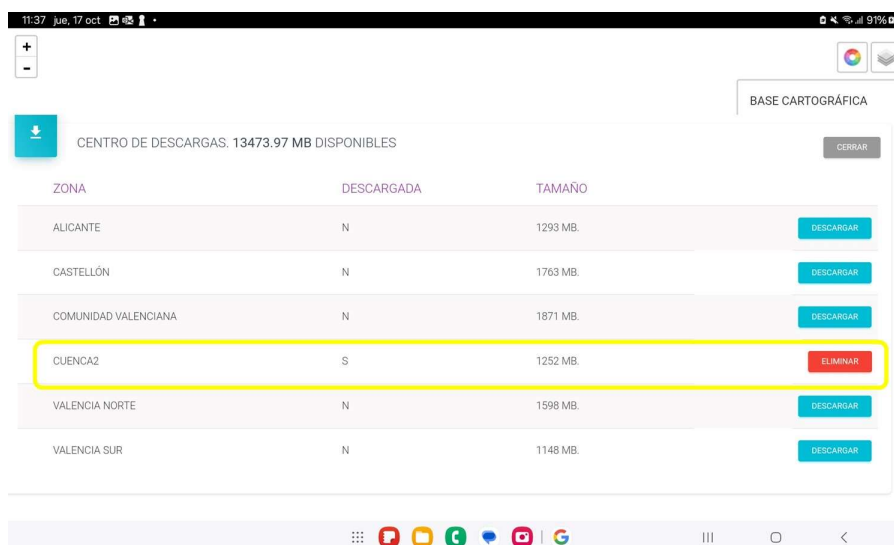 11:37 jue, 17 oct
91%
+
-
BASE CARTOGRÁFICA
CENTRO DE DESCARGAS. 13473.97 MB DISPONIBLES
CERRAR
ZONA DESCARGADA TAMAÑO
ALICANTE N 1293 MB. DESCARGAR
CASTELLÓN N 1763 MB. DESCARGAR
COMUNIDAD VALENCIANA N 1871 MB. DESCARGAR
CUENCA2 S 1252 MB. ELIMINAR
VALENCIA NORTE N 1598 MB. DESCARGAR
VALENCIA SUR N 1148 MB. DESCARGAR